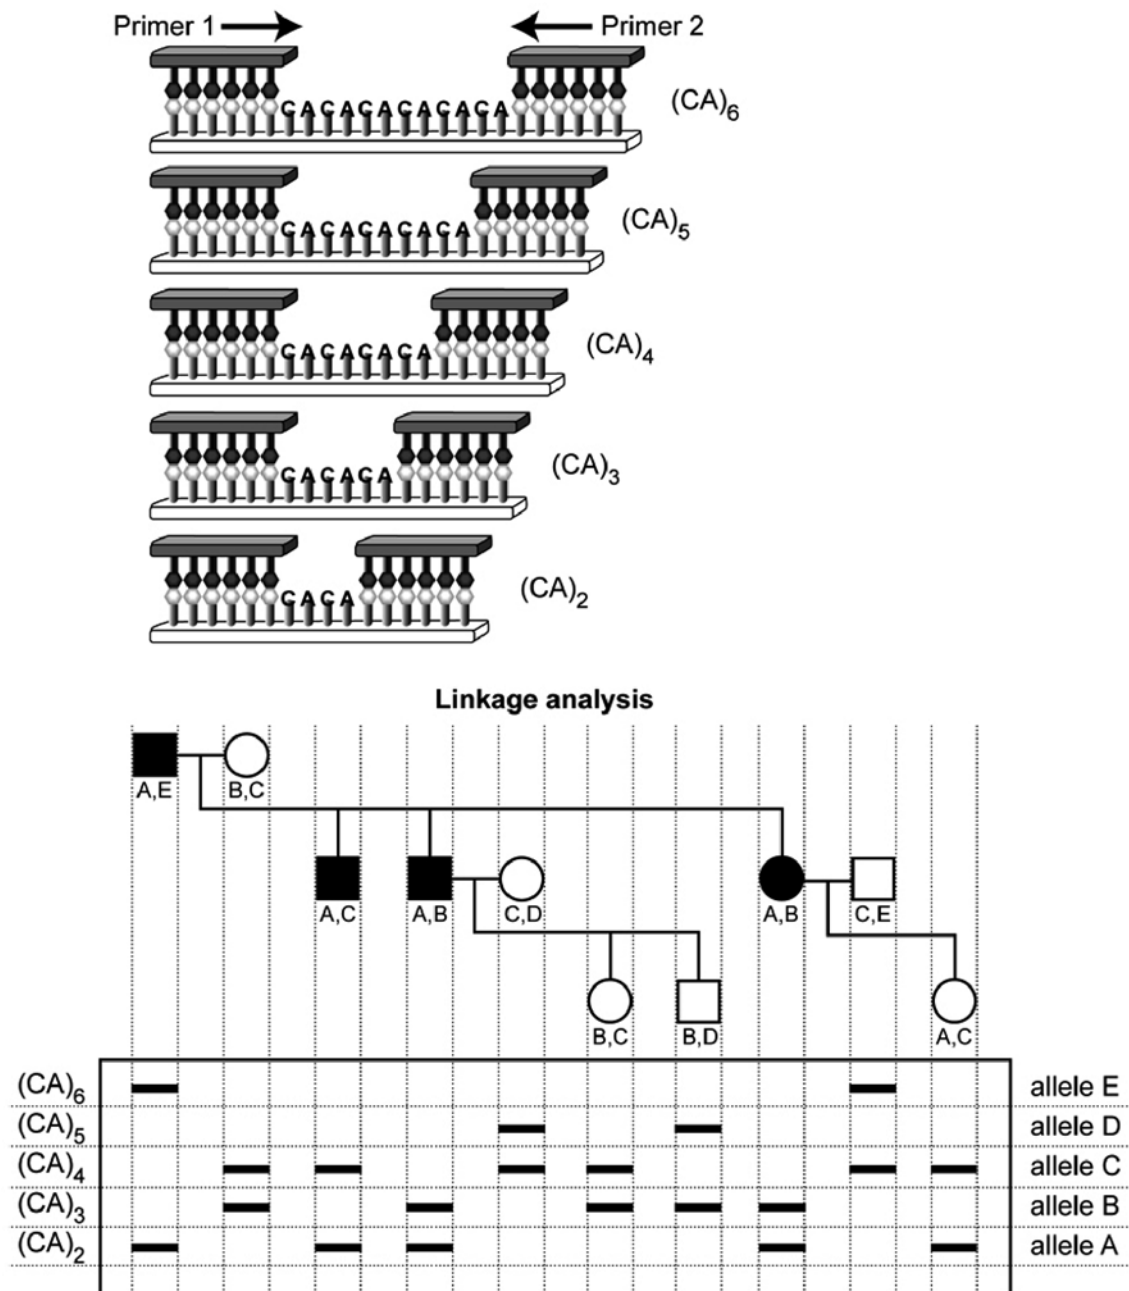 Primer 1 Primer 2
CACACACACACA (CA)6
CACACACACA (CA)5
CACACACA (CA)4
CACACA (CA)3
CACA (CA)2
Linkage analysis
A,E B,C
A,C A,B C,D A,B C,E
B,C B,D A,C
(CA)6 allele E
(CA)5 allele D
(CA)4 allele C
(CA)3 allele B
(CA)2 allele A